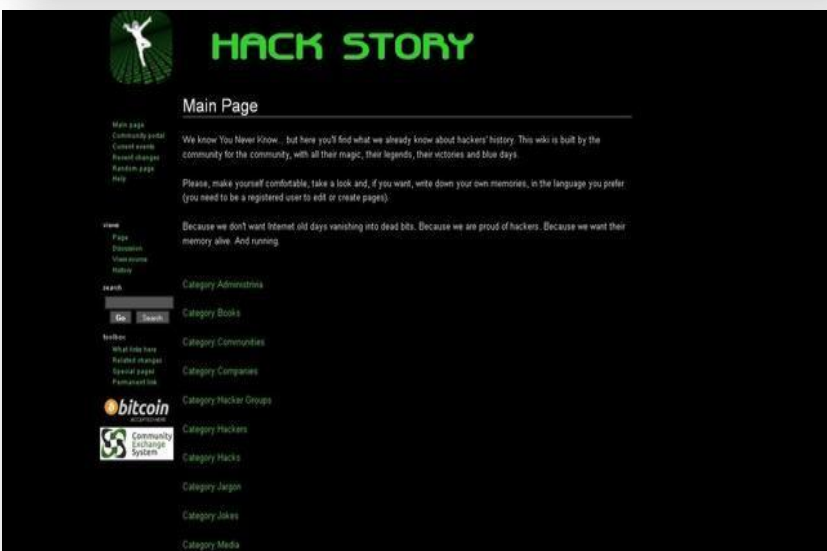 HACK STORY
Main Page
We know You Never Know... but here you'll find what we already know about hackers' history. This wiki is built by the
community for the community, with all their magic, their legends, their victories and blue days.
Please, make yourself comfortable, take a look and, if you want, write down your own memories, in the language you prefer
(you need to be a registered user to edit or create pages).
Because we don't want Internet old days vanishing into dead bits. Because we are proud of hackers. Because we want their
memory alive. And running.
Category Administrivia
Category Books
Category Communities
Category Companies
Category Hacker Groups
Category Hackers
Category Hacks
Category Jargon
Category Jokes
Category Media
Main page
Community portal
Current events
Recent changes
Random page
Help
views
Page
Discussion
View source
History
search
Go Search
toolbox
What links here
Related changes
Special pages
Permanent link
bitcoin
ACCEPTED HERE
Community
Exchange
System